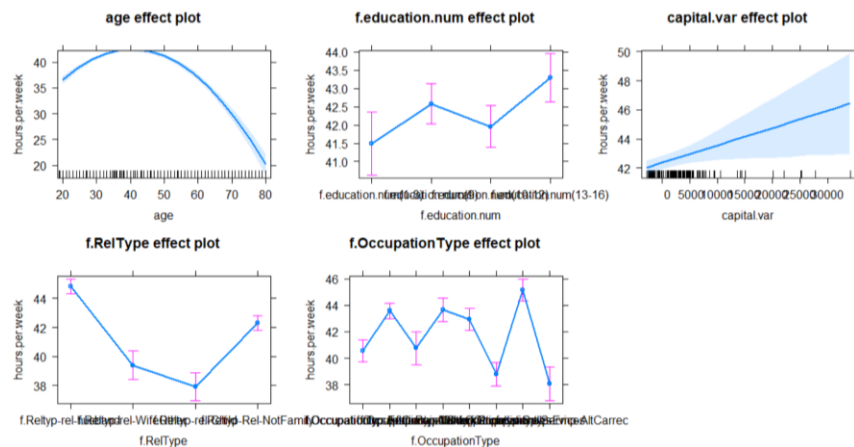 age effect plot
f.education.num effect plot
capital.var effect plot
hours.per.week
40
35
30
25
20
20 30 40 50 60 70 80
age
hours.per.week
44.0
43.5
43.0
42.5
42.0
41.5
41.0
f.education.num
hours.per.week
50
48
46
44
42
0 5000 10000 15000 20000 25000 30000
capital.var
f.RelType effect plot
f.OccupationType effect plot
hours.per.week
44
42
40
38
f.RelType
hours.per.week
46
44
42
40
38
f.OccupationType